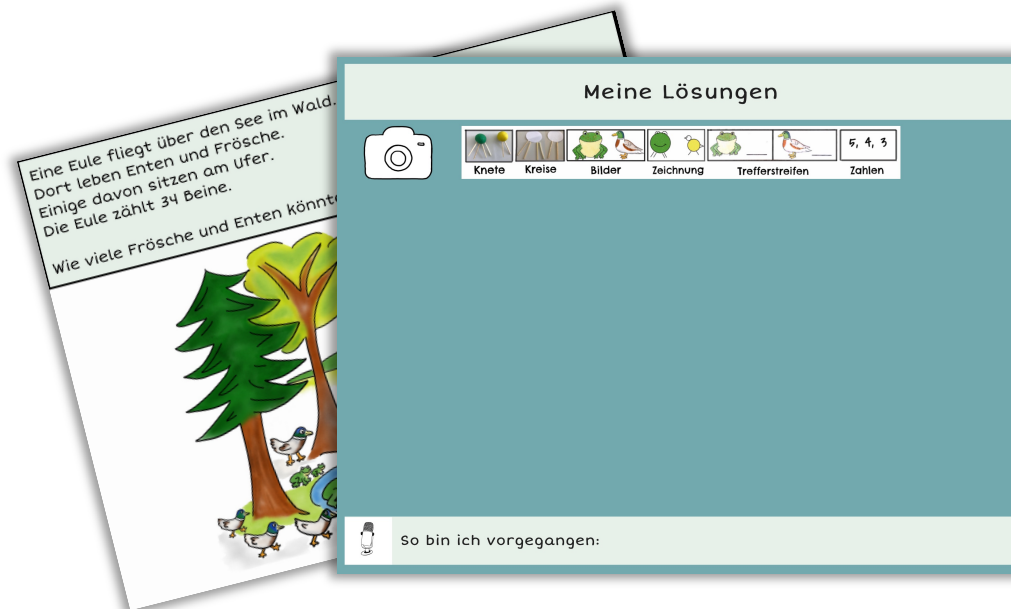 Eine Eule fliegt über den See im Wald.
Dort leben Enten und Frösche.
Einige davon sitzen am Ufer.
Die Eule zählt 34 Beine.
Wie viele Frösche und Enten könnte
Meine Lösungen
5, 4, 3
Knete Kreise Bilder Zeichnung Trefferstreifen Zahlen
So bin ich vorgegangen: